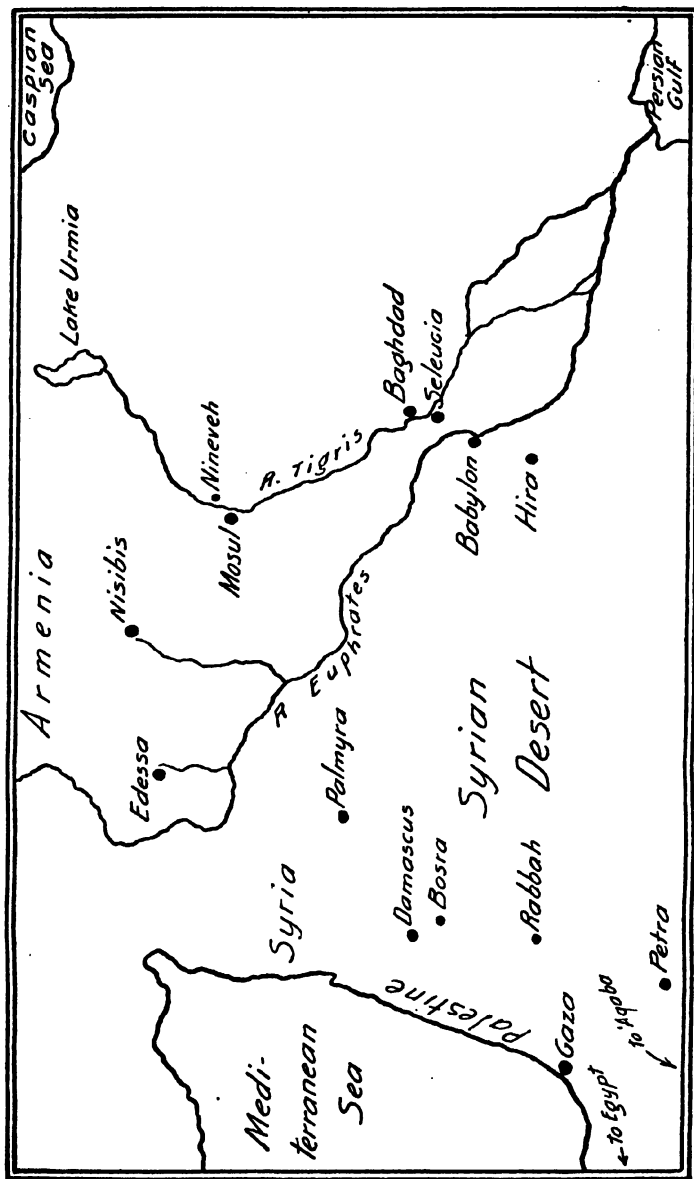 Caspian
Sea
Lake Urmia
Armenia
Nisibis
Edessa
Nineveh
Mosul
R. Tigris
Baghdad
Seleucia
R Euphrates
Babylon
Hira
Palmyra
Syria
Damascus
Bosra
Syrian
Desert
Rabbah
Medi-
terranean
Sea
Palestine
Gaza
to Egypt
to 'Aqaba
Petra
Persian
Gulf